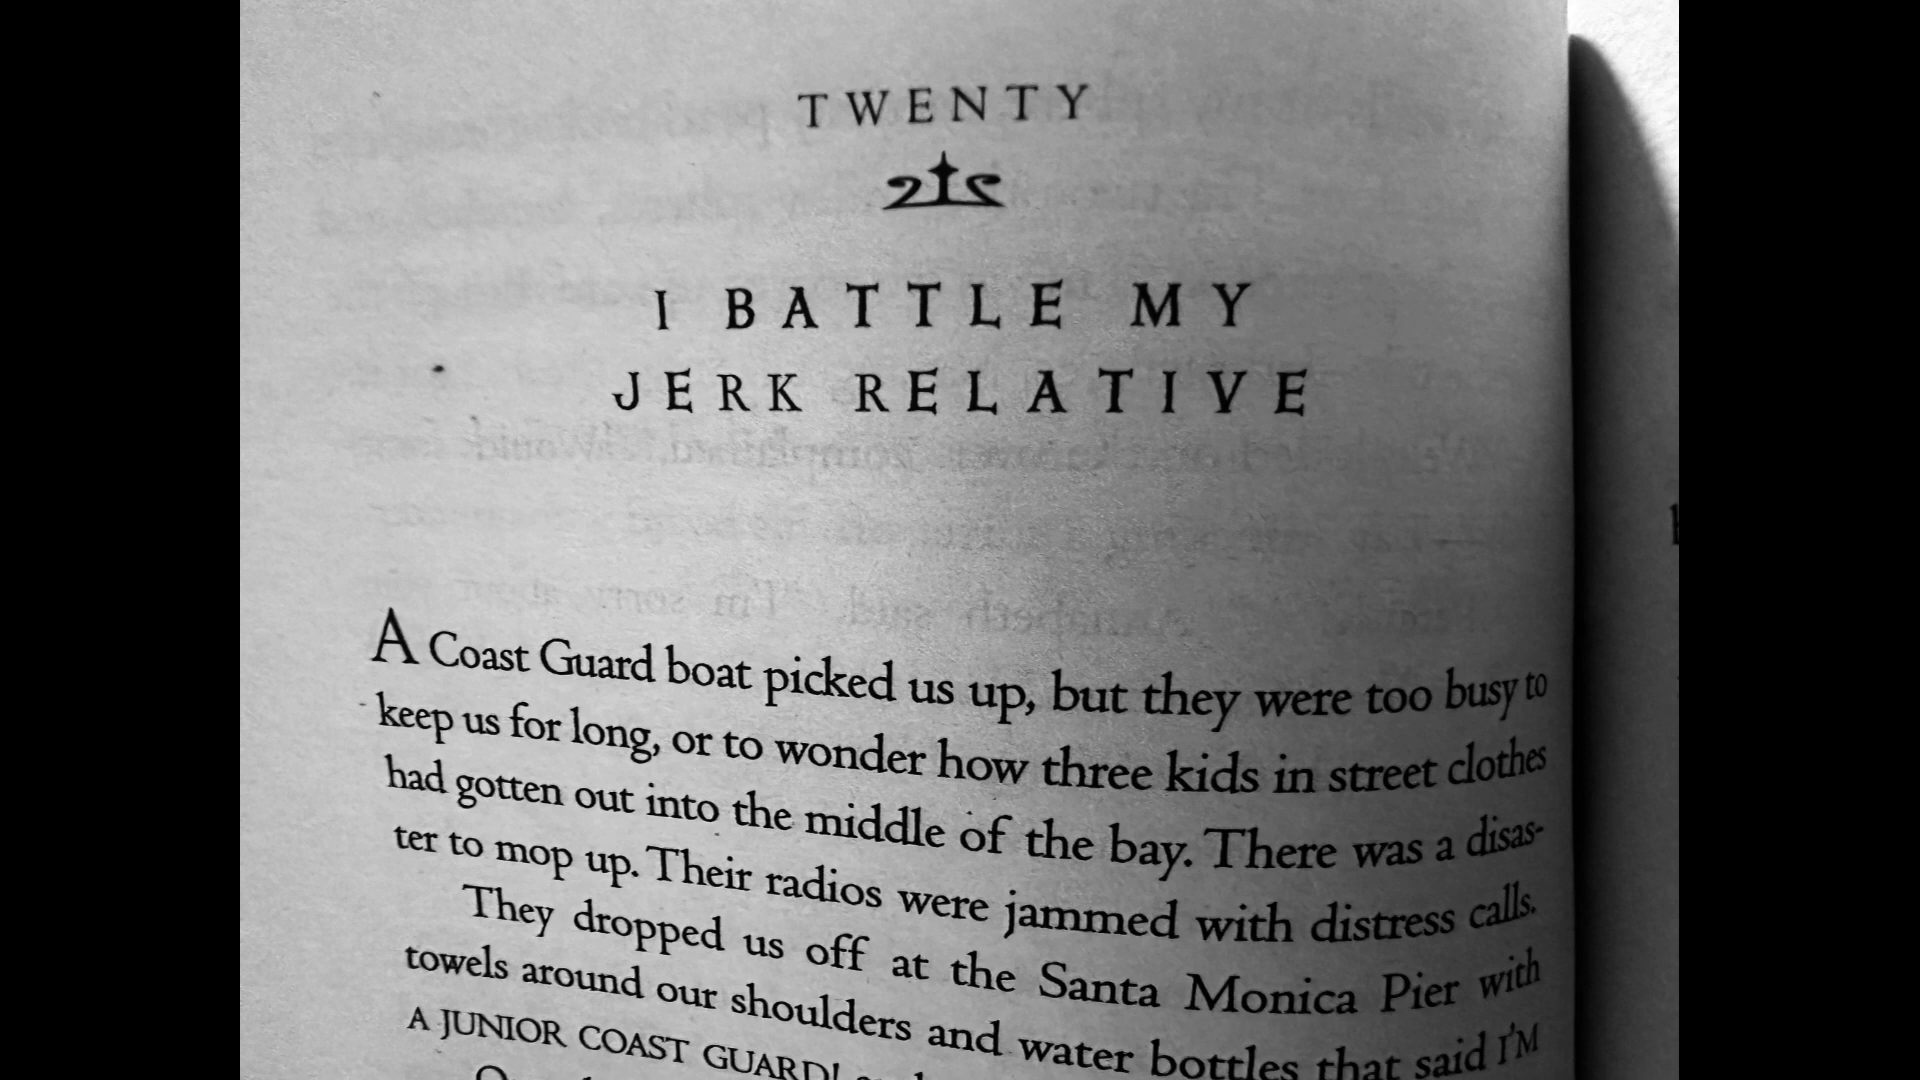 TWENTY
I BATTLE MY
JERK RELATIVE
A Coast Guard boat picked us up, but they were too busy to
keep us for long, or to wonder how three kids in street clothes
had gotten out into the middle of the bay. There was a disas-
ter to mop up. Their radios were jammed with distress calls.
They dropped us off at the Santa Monica Pier with
towels around our shoulders and water bottles that said I'M
A JUNIOR COAST GUARD!